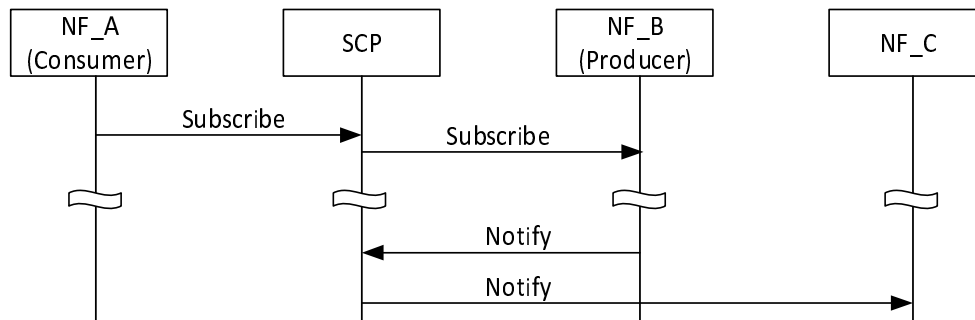 NF_A
(Consumer)
SCP
NF_B
(Producer)
NF_C
Subscribe
Subscribe
Notify
Notify